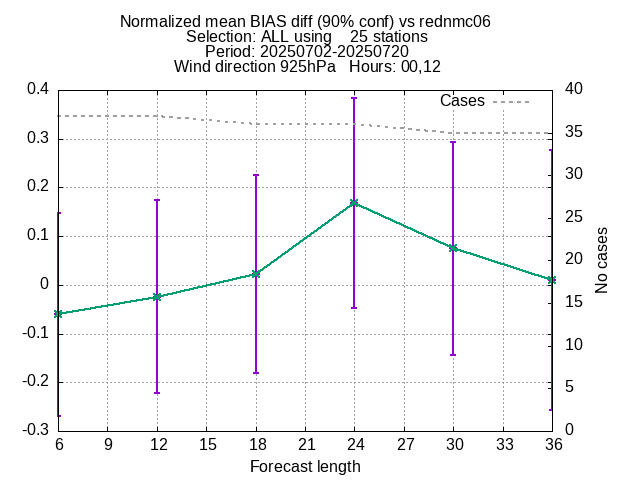 Normalized mean BIAS diff (90% conf) vs rednmc06
Selection: ALL using    25 stations
Period: 20250702-20250720
Wind direction 925hPa   Hours: 00,12
Cases
0.4
0.3
0.2
0.1
0
-0.1
-0.2
-0.3
40
35
30
25
20
15
10
5
0
No cases
6 9 12 15 18 21 24 27 30 33 36
Forecast length